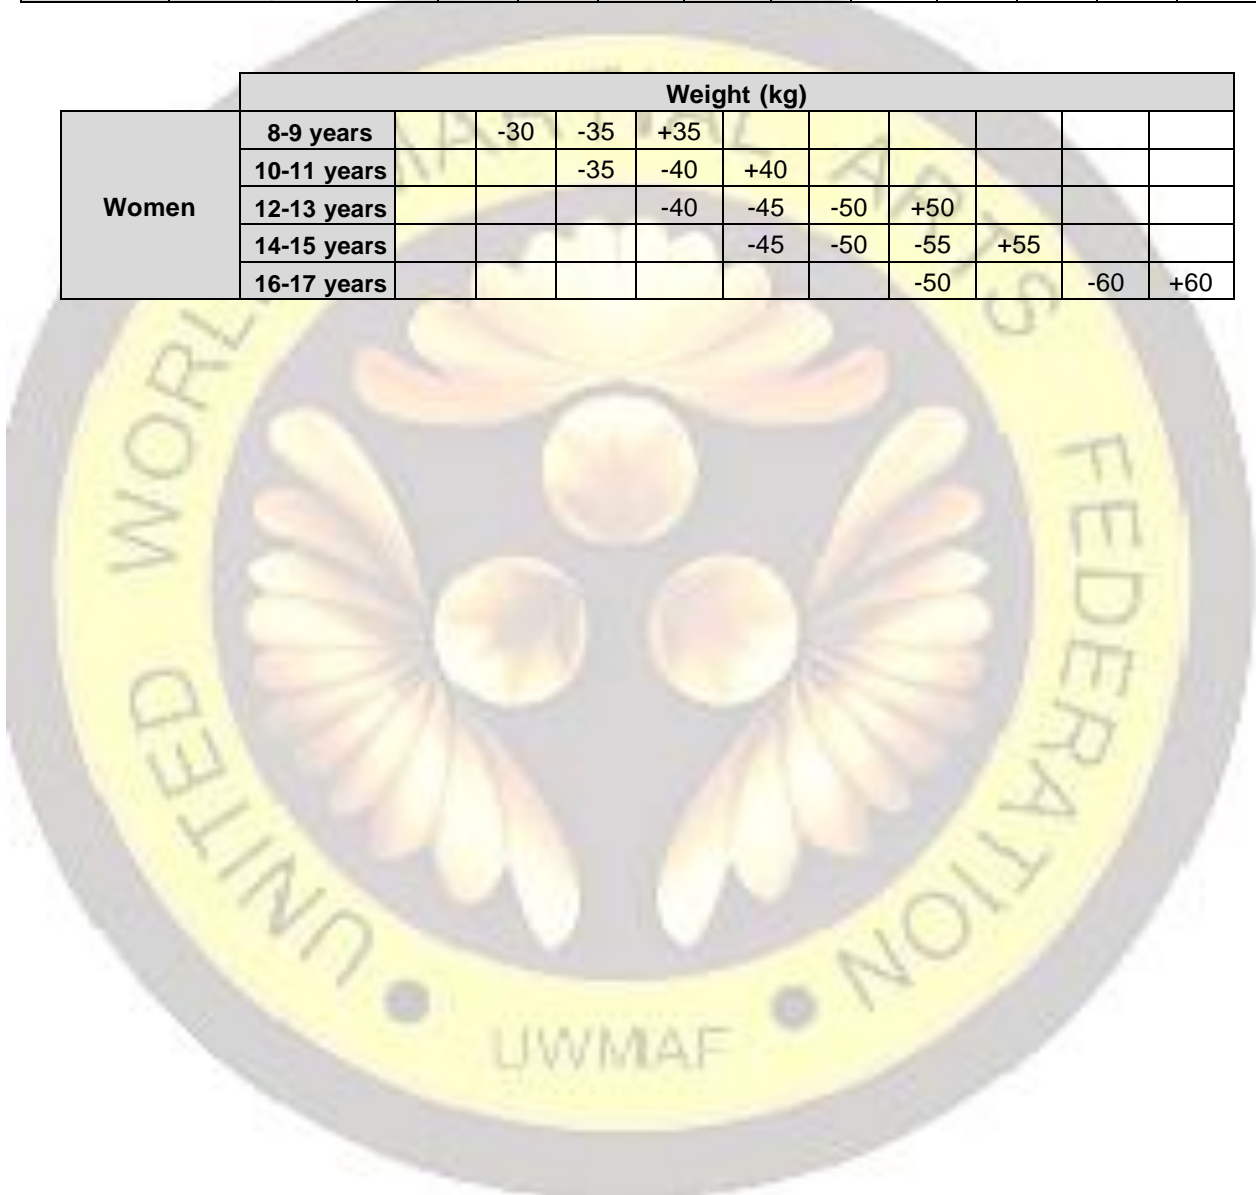 Weight (kg)
Women
8-9 years -30 -35 +35
10-11 years -35 -40 +40
12-13 years -40 -45 -50 +50
14-15 years -45 -50 -55 +55
16-17 years -50 -60 +60
UNITED WORLD MARTIAL ARTS FEDERATION
UWMAF